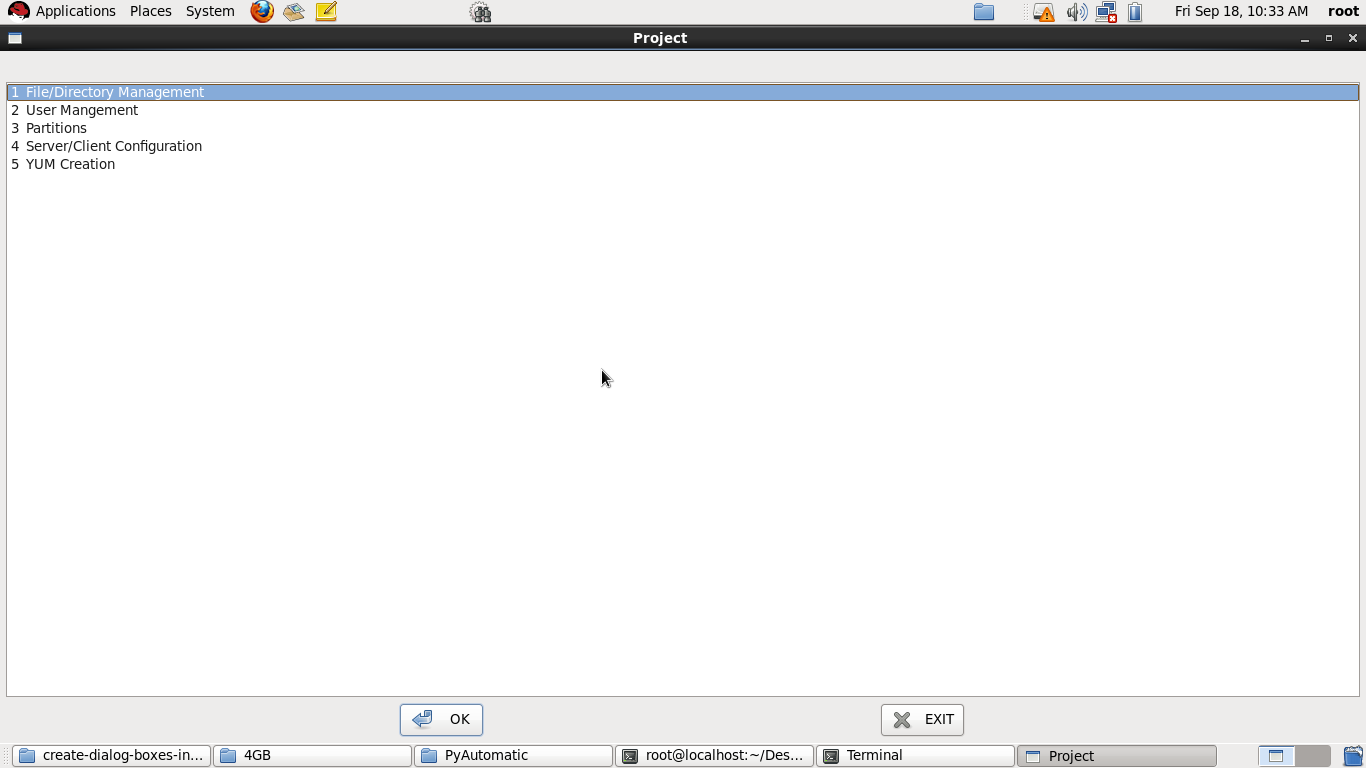 Applications Places System Fri Sep 18, 10:33 AM root
Project
1 File/Directory Management
2 User Mangement
3 Partitions
4 Server/Client Configuration
5 YUM Creation
OK EXIT
create-dialog-boxes-in... 4GB PyAutomatic root@localhost:~/Des... Terminal Project